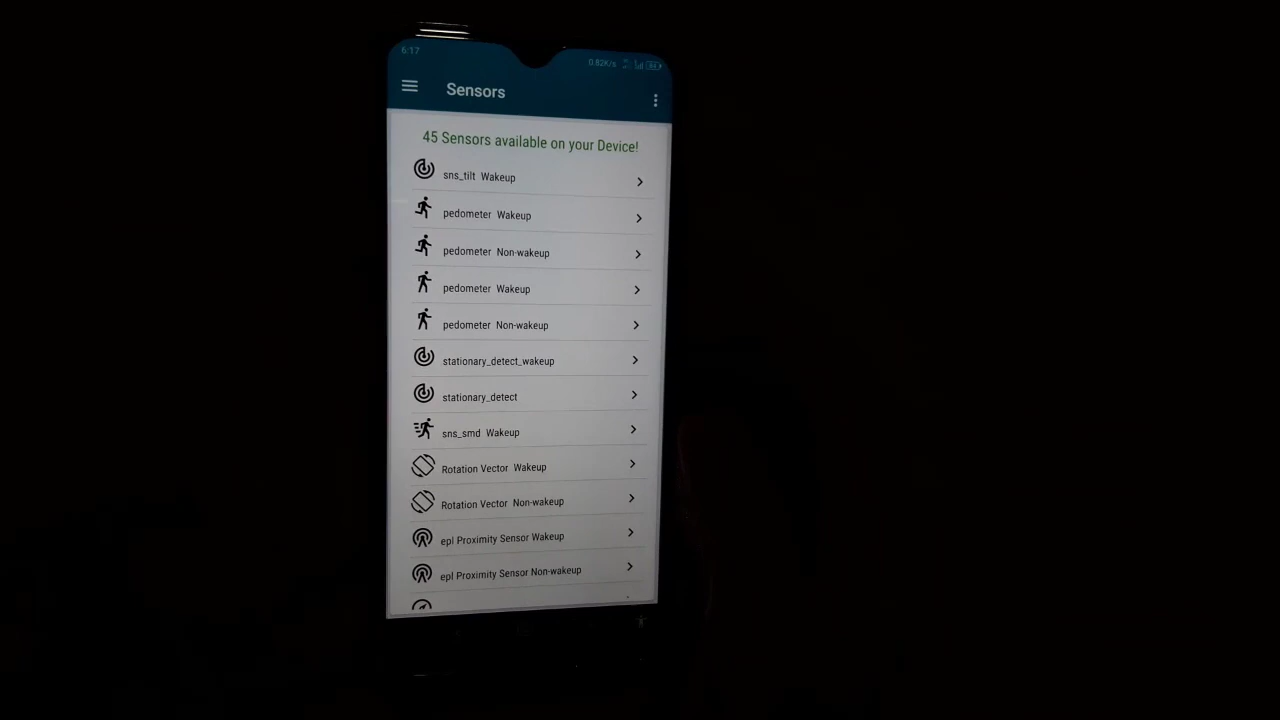 6:17
0.82K/s
Sensors
45 Sensors available on your Device!
sns_tilt Wakeup
pedometer Wakeup
pedometer Non-wakeup
pedometer Wakeup
pedometer Non-wakeup
stationary_detect_wakeup
stationary_detect
sns_smd Wakeup
Rotation Vector Wakeup
Rotation Vector Non-wakeup
epl Proximity Sensor Wakeup
epl Proximity Sensor Non-wakeup